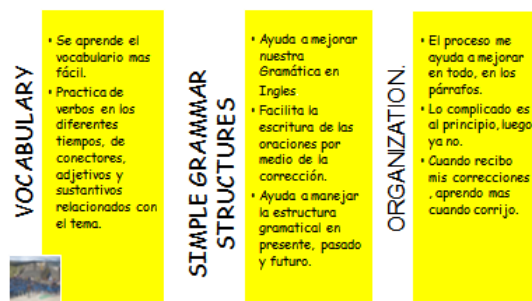 VOCABULARY
• Se aprende el
vocabulario mas
fácil.
• Practica de
verbos en los
diferentes
tiempos, de
conectores,
adjetivos y
sustantivos
relacionados con
el tema.
SIMPLE GRAMMAR
STRUCTURES
• Ayuda a mejorar
nuestra
Gramática en
Ingles
• Facilita la
escritura de las
oraciones por
medio de la
corrección.
• Ayuda a manejar
la estructura
gramatical en
presente, pasado
y futuro.
ORGANIZATION.
• El proceso me
ayuda a mejorar
en todo, en los
párrafos.
• Lo complicado es
al principio, luego
ya no.
• Cuando recibo
mis correcciones
, aprendo mas
cuando corrijo.